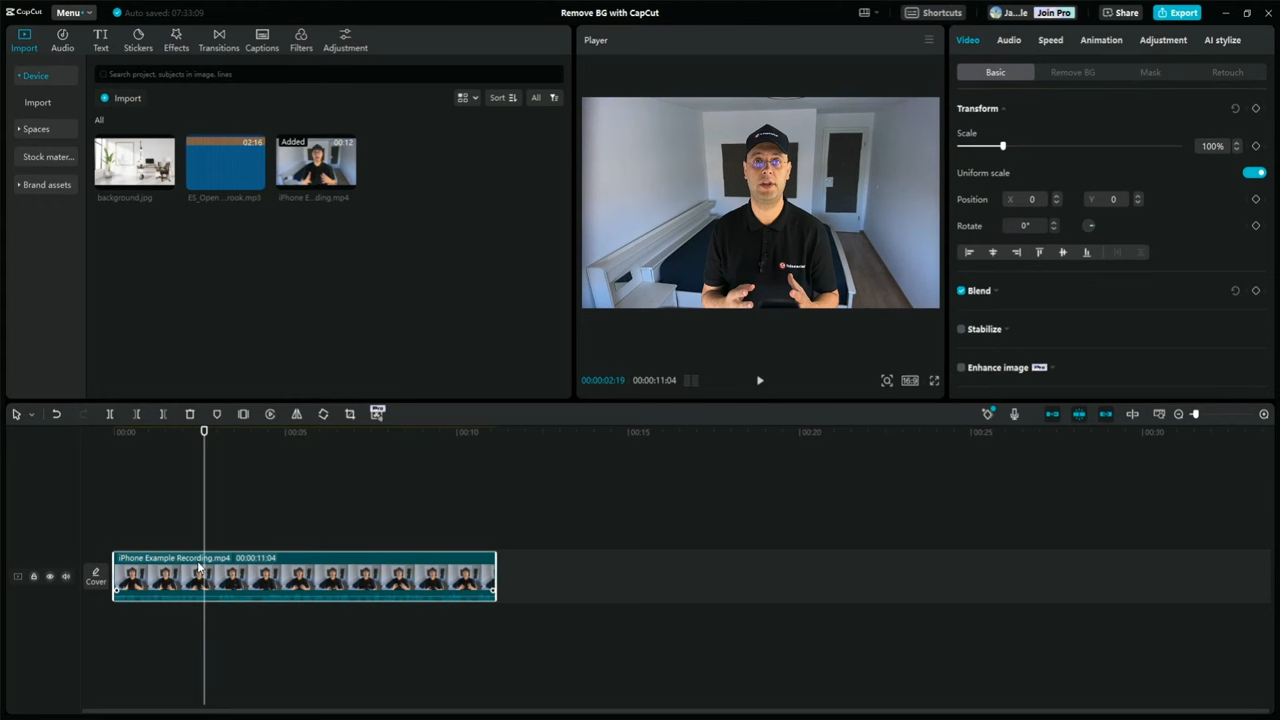 CapCut Menu Auto saved: 07:33:09 Remove BG with CapCut Shortcuts Ja...le Join Pro Share Export
Import Audio Text Stickers Effects Transitions Captions Filters Adjustment
Device
Import
Spaces
Stock mater...
Brand assets
Search project, subjects in image, lines
Import Sort All
All
02:16 Added 00:12
background.jpg ES_Open ...rook.mp3 iPhone E...ding.mp4
Player
00:00:02:19 00:00:11:04 16:9
Video Audio Speed Animation Adjustment AI stylize
Basic Remove BG Mask Retouch
Transform
Scale
100%
Uniform scale
Position X 0 Y 0
Rotate 0°
Blend
Stabilize
Enhance image Pro
Pro
00:00 00:05 00:10 00:15 00:20 00:25 00:30
iPhone Example Recording.mp4 00:00:11:04
Cover